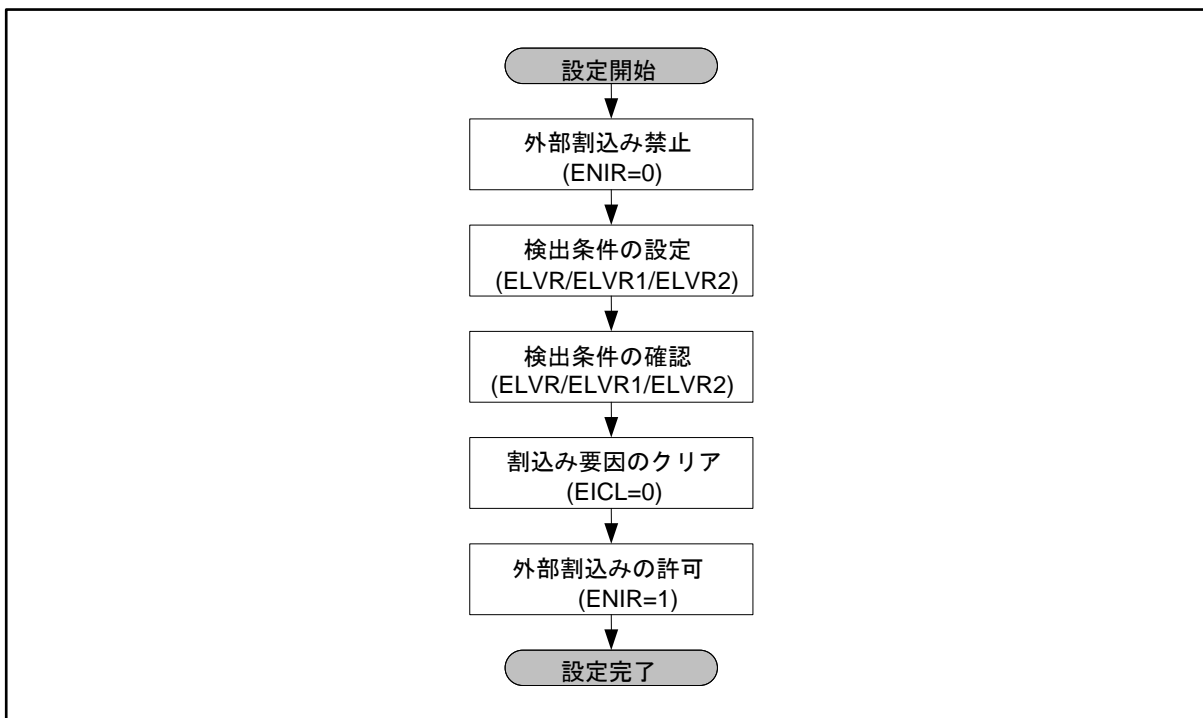 設定開始
外部割込み禁止
(ENIR=0)
検出条件の設定
(ELVR/ELVR1/ELVR2)
検出条件の確認
(ELVR/ELVR1/ELVR2)
割込み要因のクリア
(EICL=0)
外部割込みの許可
(ENIR=1)
設定完了